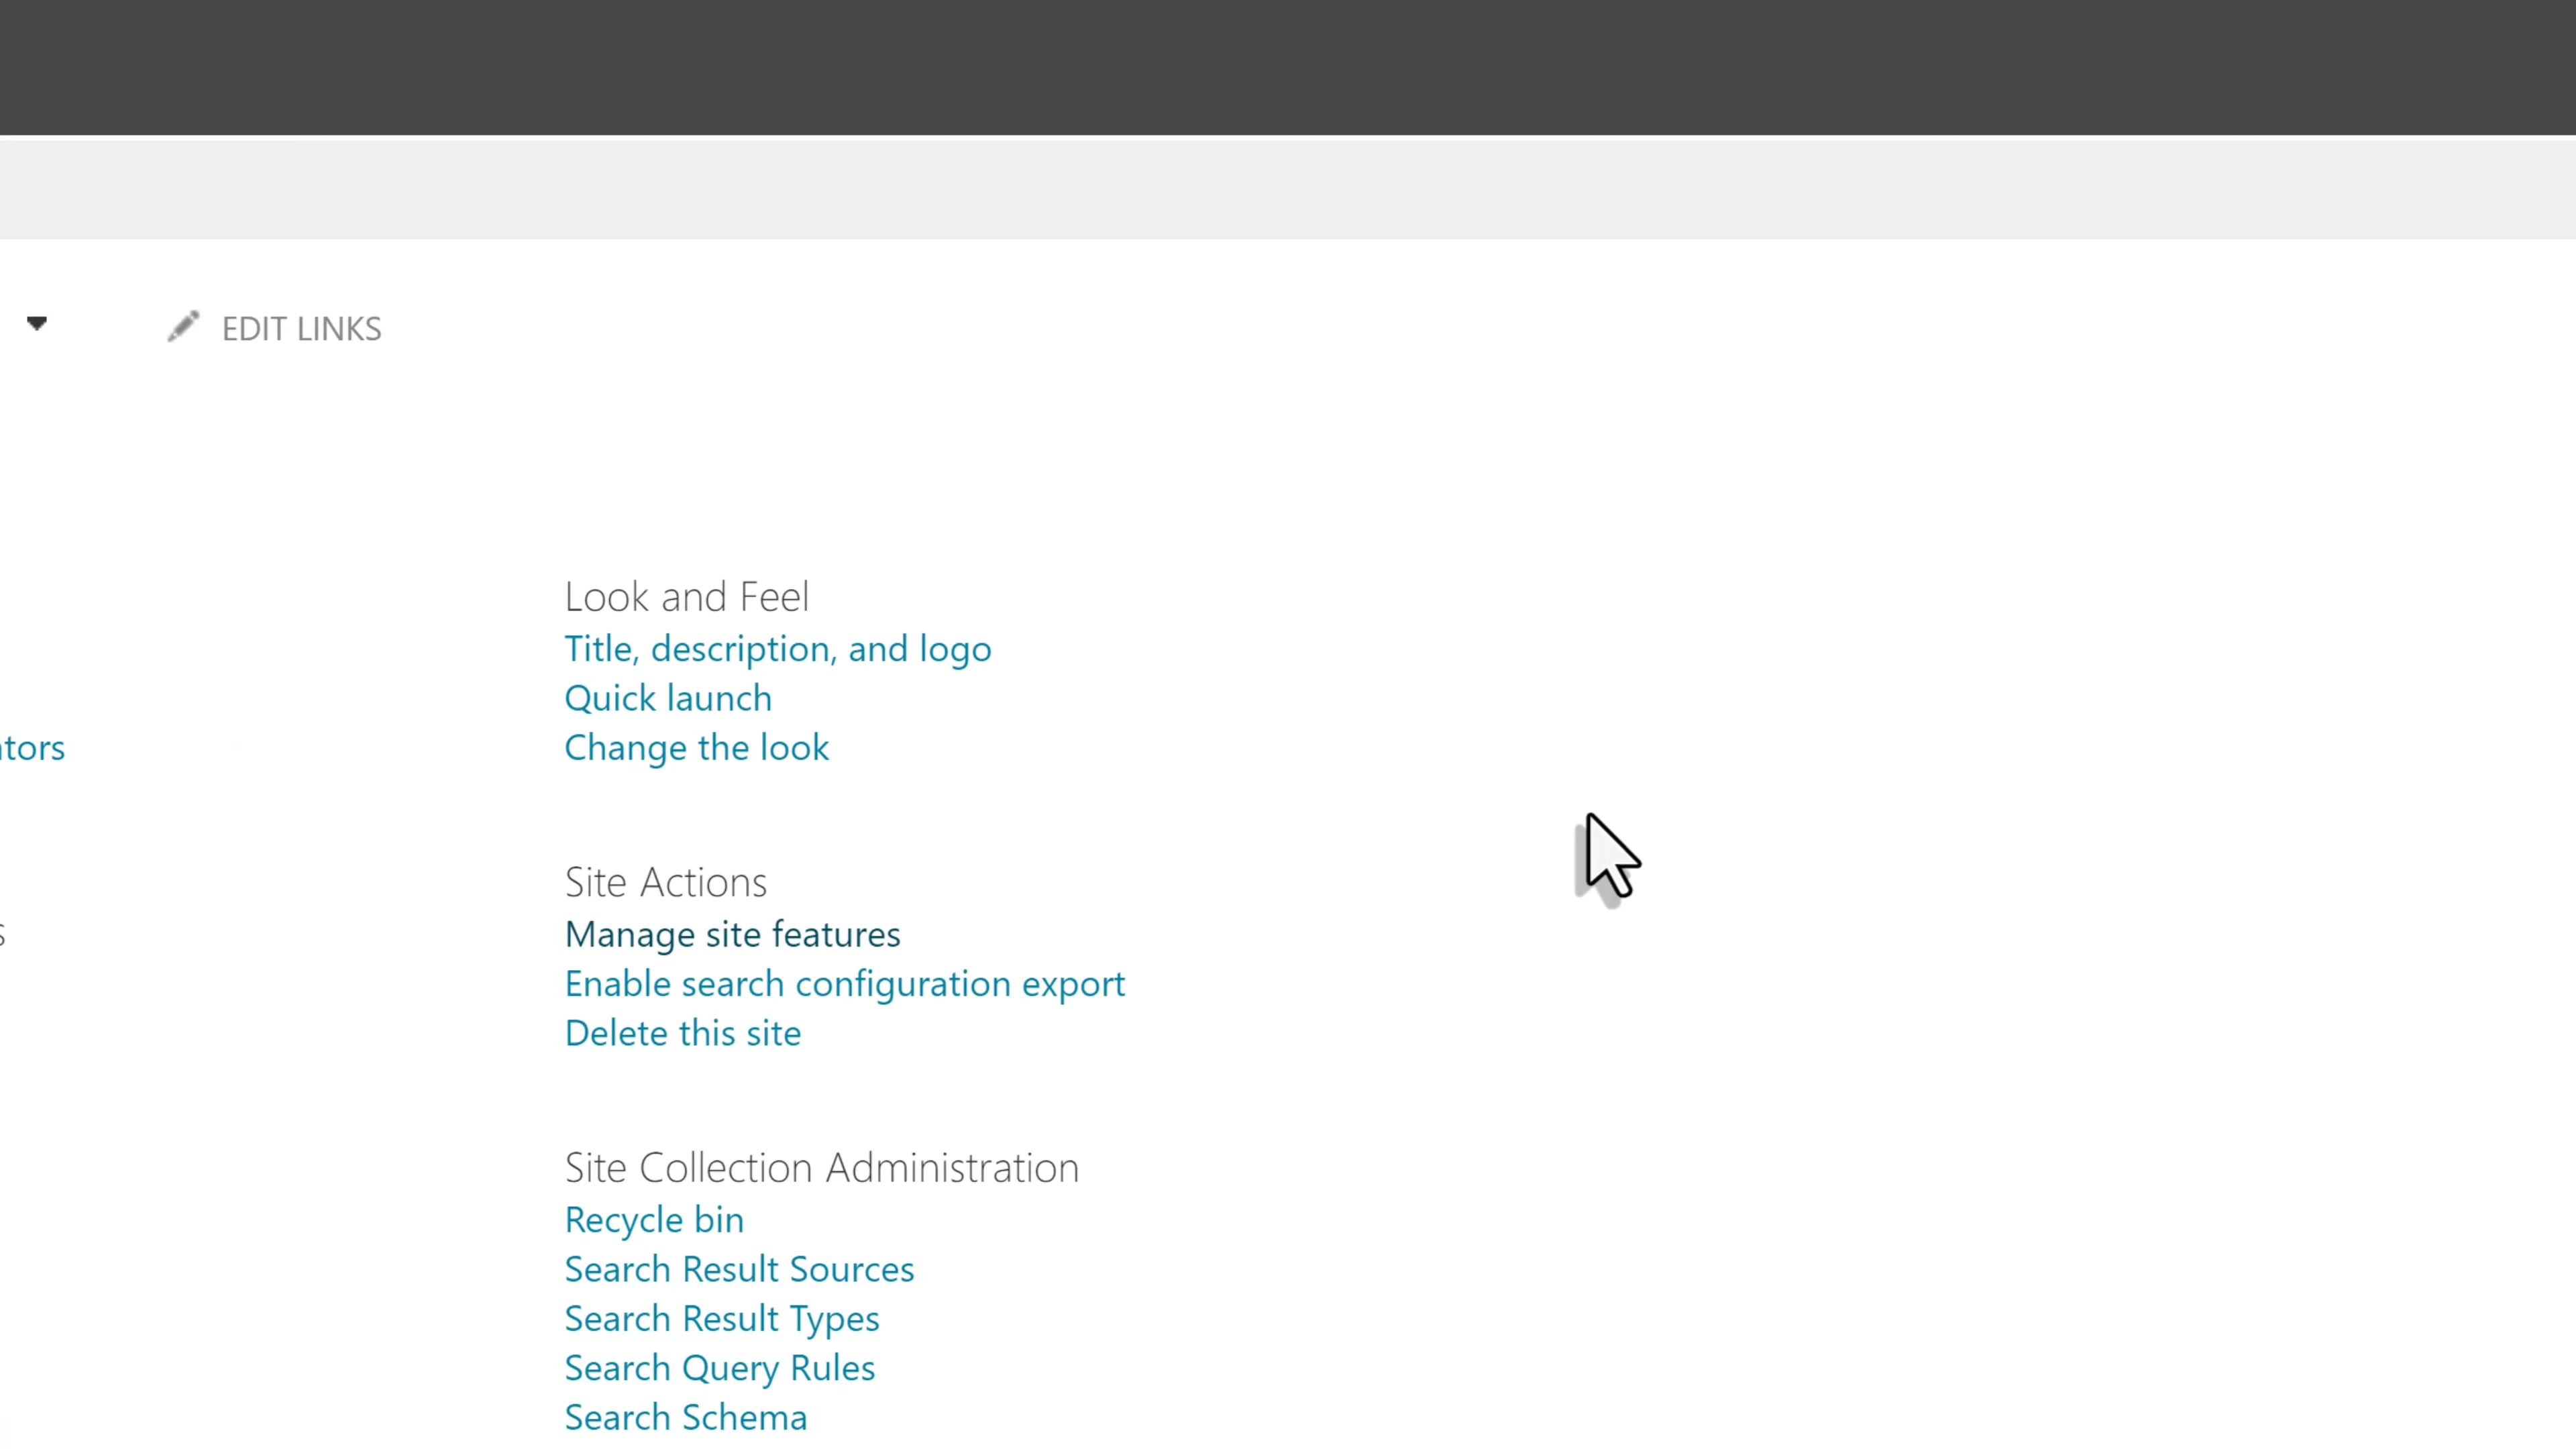 EDIT LINKS
Look and Feel
Title, description, and logo
Quick launch
Change the look
Site Actions
Manage site features
Enable search configuration export
Delete this site
Site Collection Administration
Recycle bin
Search Result Sources
Search Result Types
Search Query Rules
Search Schema